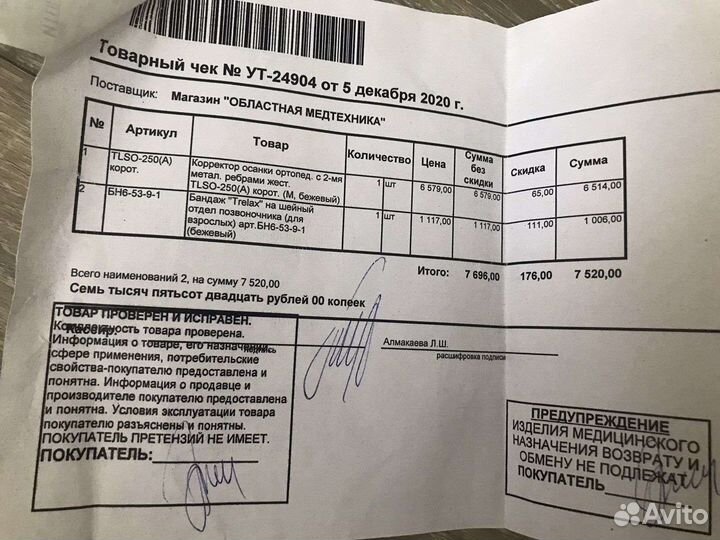 Товарный чек № УТ-24904 от 5 декабря 2020 г.
Поставщик: Магазин "ОБЛАСТНАЯ МЕДТЕХНИКА"
№ Артикул Товар Количество Цена Сумма без скидки Скидка Сумма
1 TLSO-250(A) корот. Корректор осанки ортопед. с 2-мя метал. ребрами жест. TLSO-250(A) корот. (М, бежевый) 1 шт 6 579,00 6 579,00 65,00 6 514,00
2 БН6-53-9-1 Бандаж "Trelax" на шейный отдел позвоночника (для взрослых) арт.БН6-53-9-1 (бежевый) 1 шт 1 117,00 1 117,00 111,00 1 006,00
Итого: 7 696,00 176,00 7 520,00
Всего наименований 2, на сумму 7 520,00
Семь тысяч пятьсот двадцать рублей 00 копеек
ТОВАР ПРОВЕРЕН И ИСПРАВЕН.
Кассир:
подпись
Алмакаева Л.Ш.
расшифровка подписи
Комплектность товара проверена.
Информация о товаре, его назначении,
сфере применения, потребительские
свойства-покупателю предоставлена и
понятна. Информация о продавце и
производителе покупателю предоставлена
и понятна. Условия эксплуатации товара
покупателю разъяснены и понятны.
ПОКУПАТЕЛЬ ПРЕТЕНЗИЙ НЕ ИМЕЕТ.
ПОКУПАТЕЛЬ:
ПРЕДУПРЕЖДЕНИЕ
ИЗДЕЛИЯ МЕДИЦИНСКОГО
НАЗНАЧЕНИЯ ВОЗВРАТУ И
ОБМЕНУ НЕ ПОДЛЕЖАТ
ПОКУПАТЕЛЬ
Avito